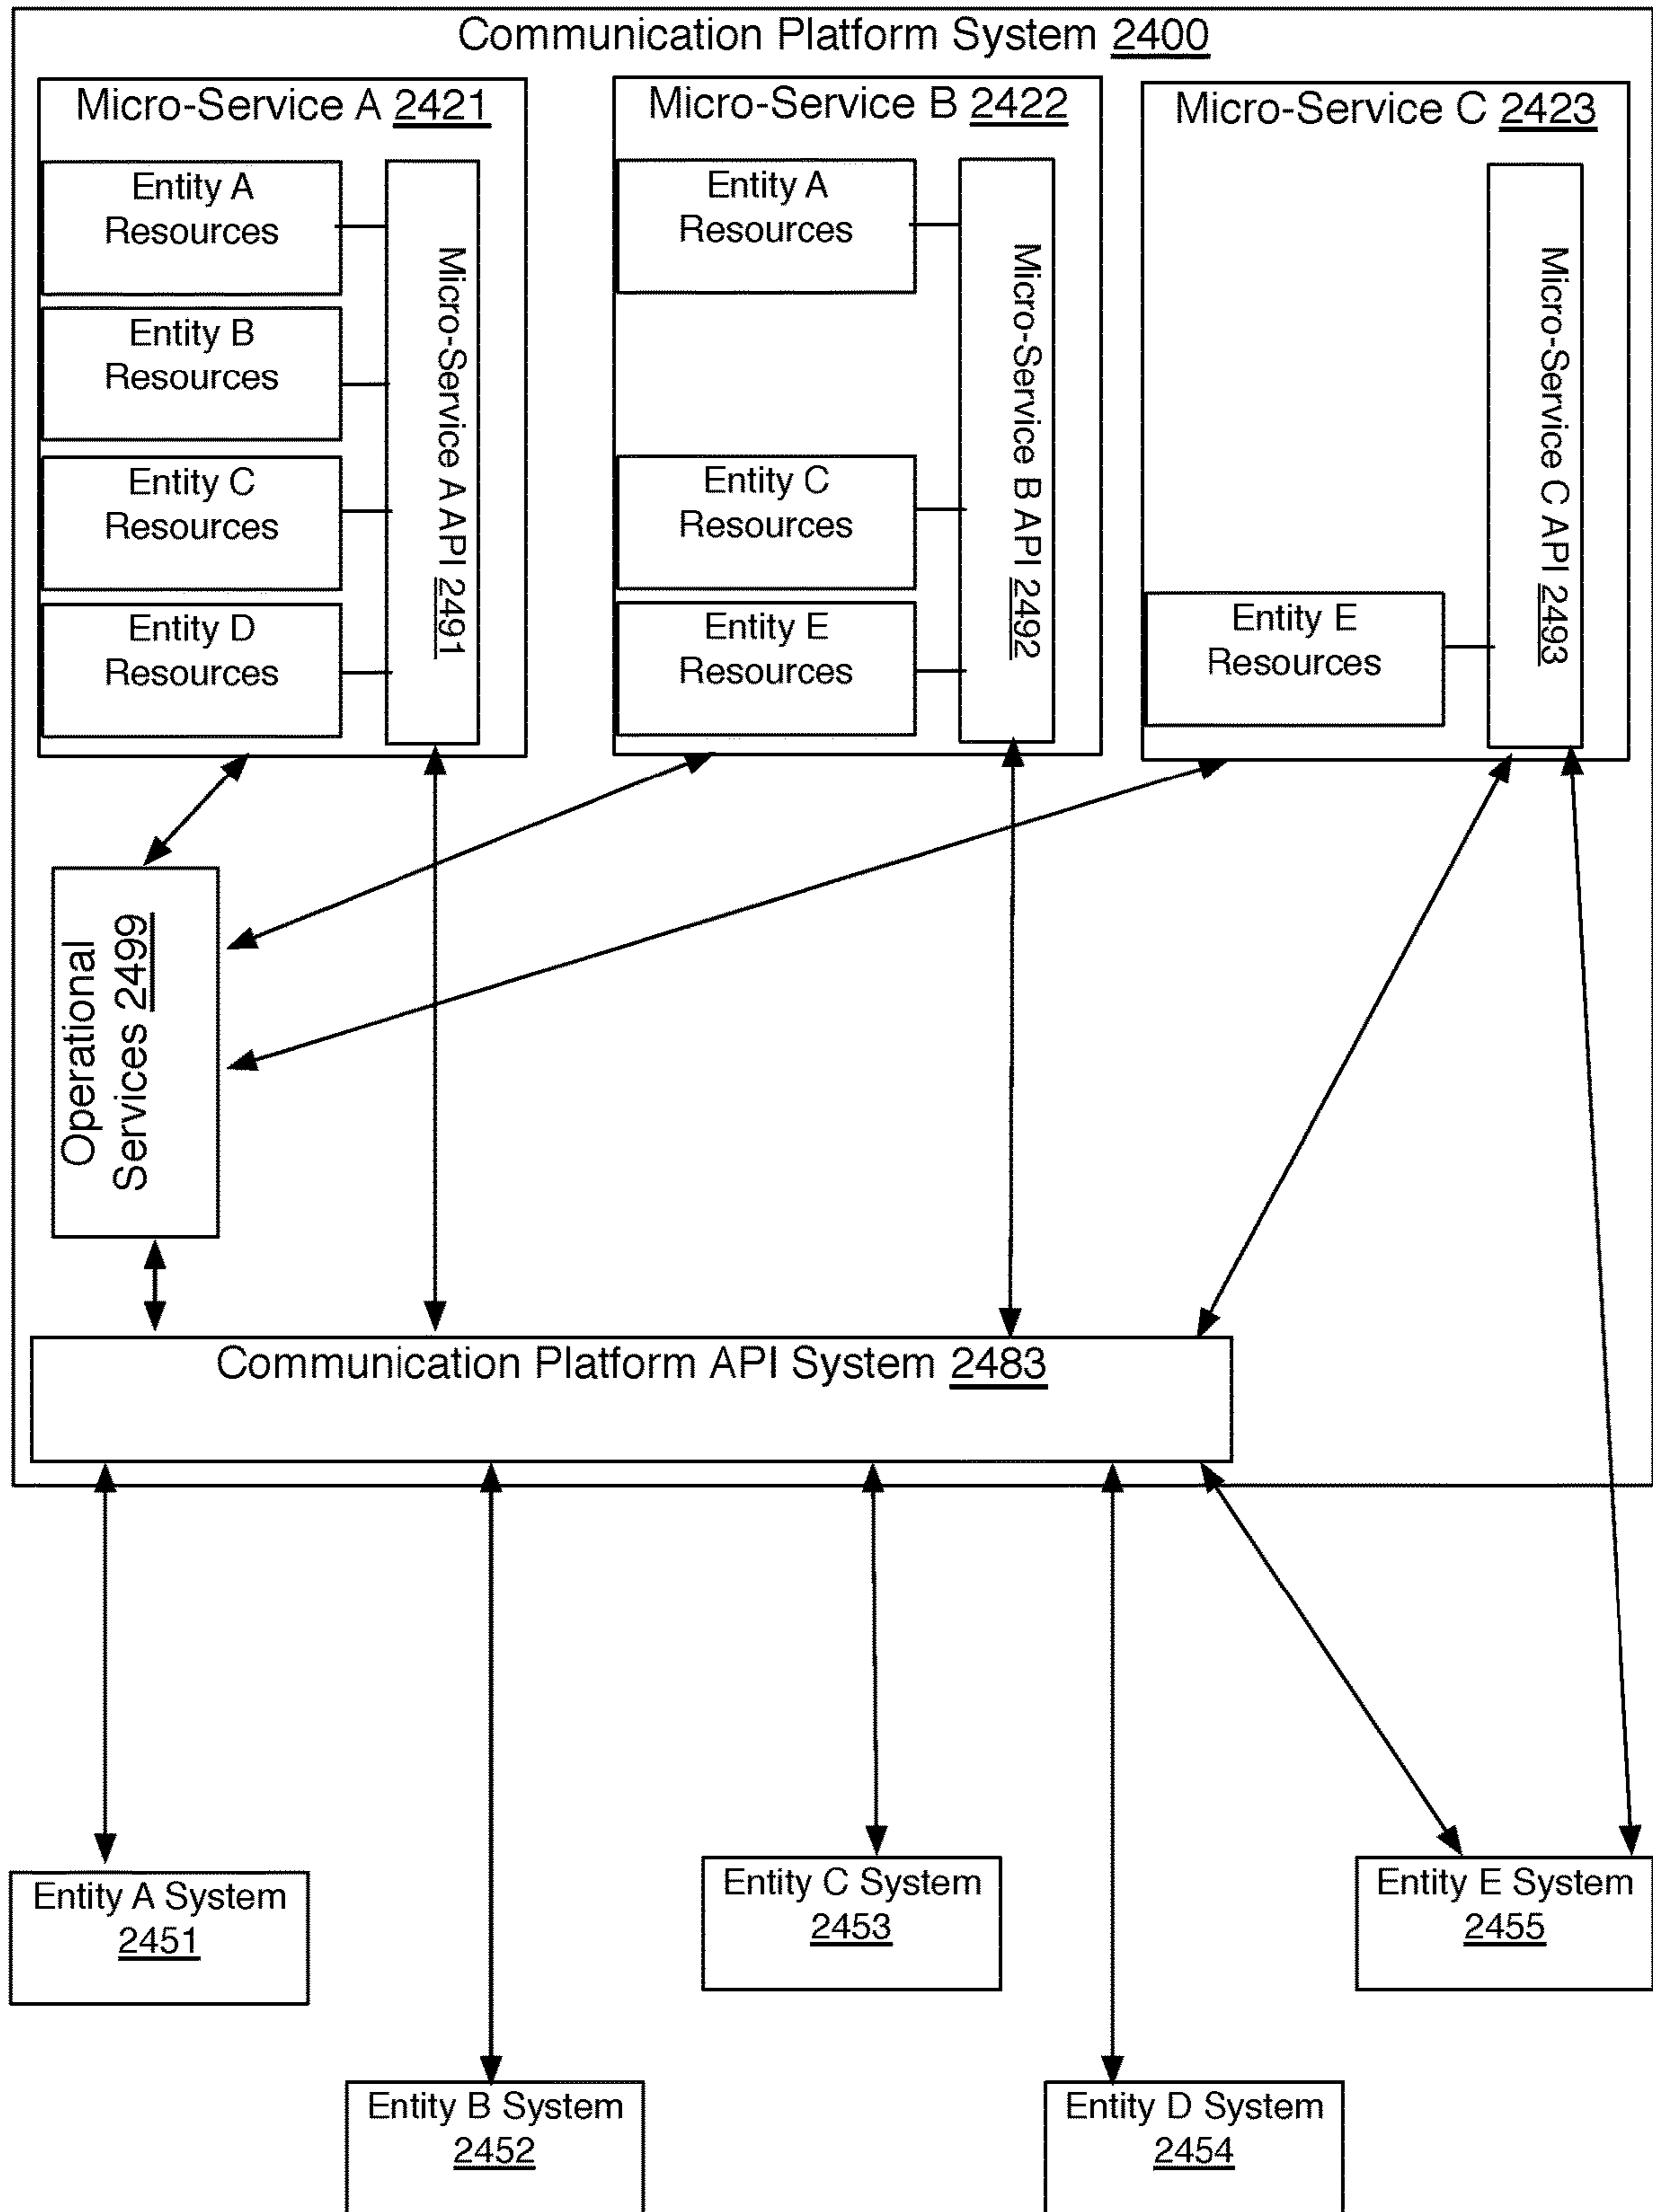 Communication Platform System 2400
Micro-Service A 2421
Entity A
Resources
Entity B
Resources
Entity C
Resources
Entity D
Resources
Micro-Service A API 2491
Micro-Service B 2422
Entity A
Resources
Entity C
Resources
Entity E
Resources
Micro-Service B API 2492
Micro-Service C 2423
Entity E
Resources
Micro-Service C API 2493
Operational
Services 2499
Communication Platform API System 2483
Entity A System
2451
Entity C System
2453
Entity E System
2455
Entity B System
2452
Entity D System
2454